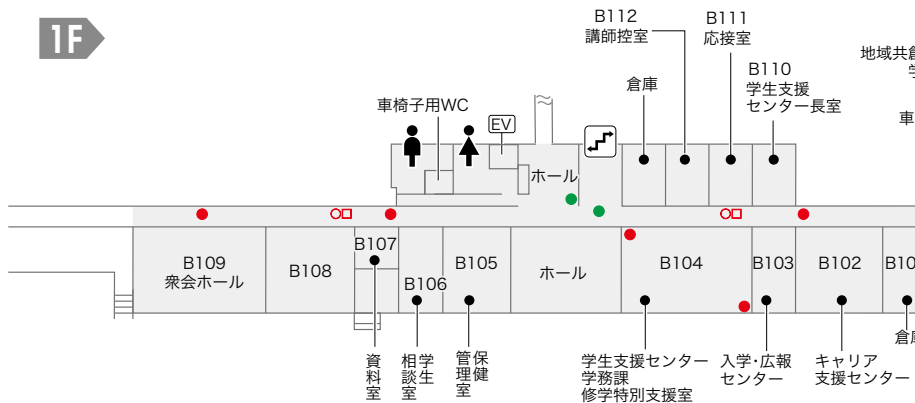 1F
B112
講師控室
B111
応接室
B110
学生支援
センター長室
倉庫
地域共創
学
車
車椅子用WC
EV
ホール
B109
衆会ホール
B108
B107
B106
B105
ホール
B104
B103
B102
B10
資料室
学生
相談室
保健
管理室
学生支援センター
学務課
修学特別支援室
入学・広報
センター
キャリア
支援センター
倉庫